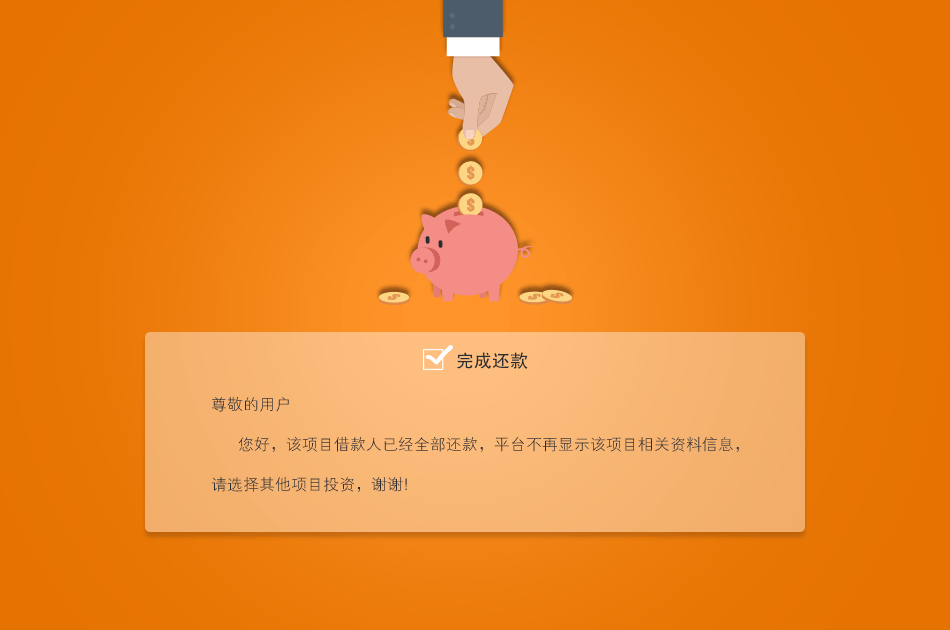 完成还款
尊敬的用户
您好，该项目借款人已经全部还款，平台不再显示该项目相关资料信息，
请选择其他项目投资，谢谢!